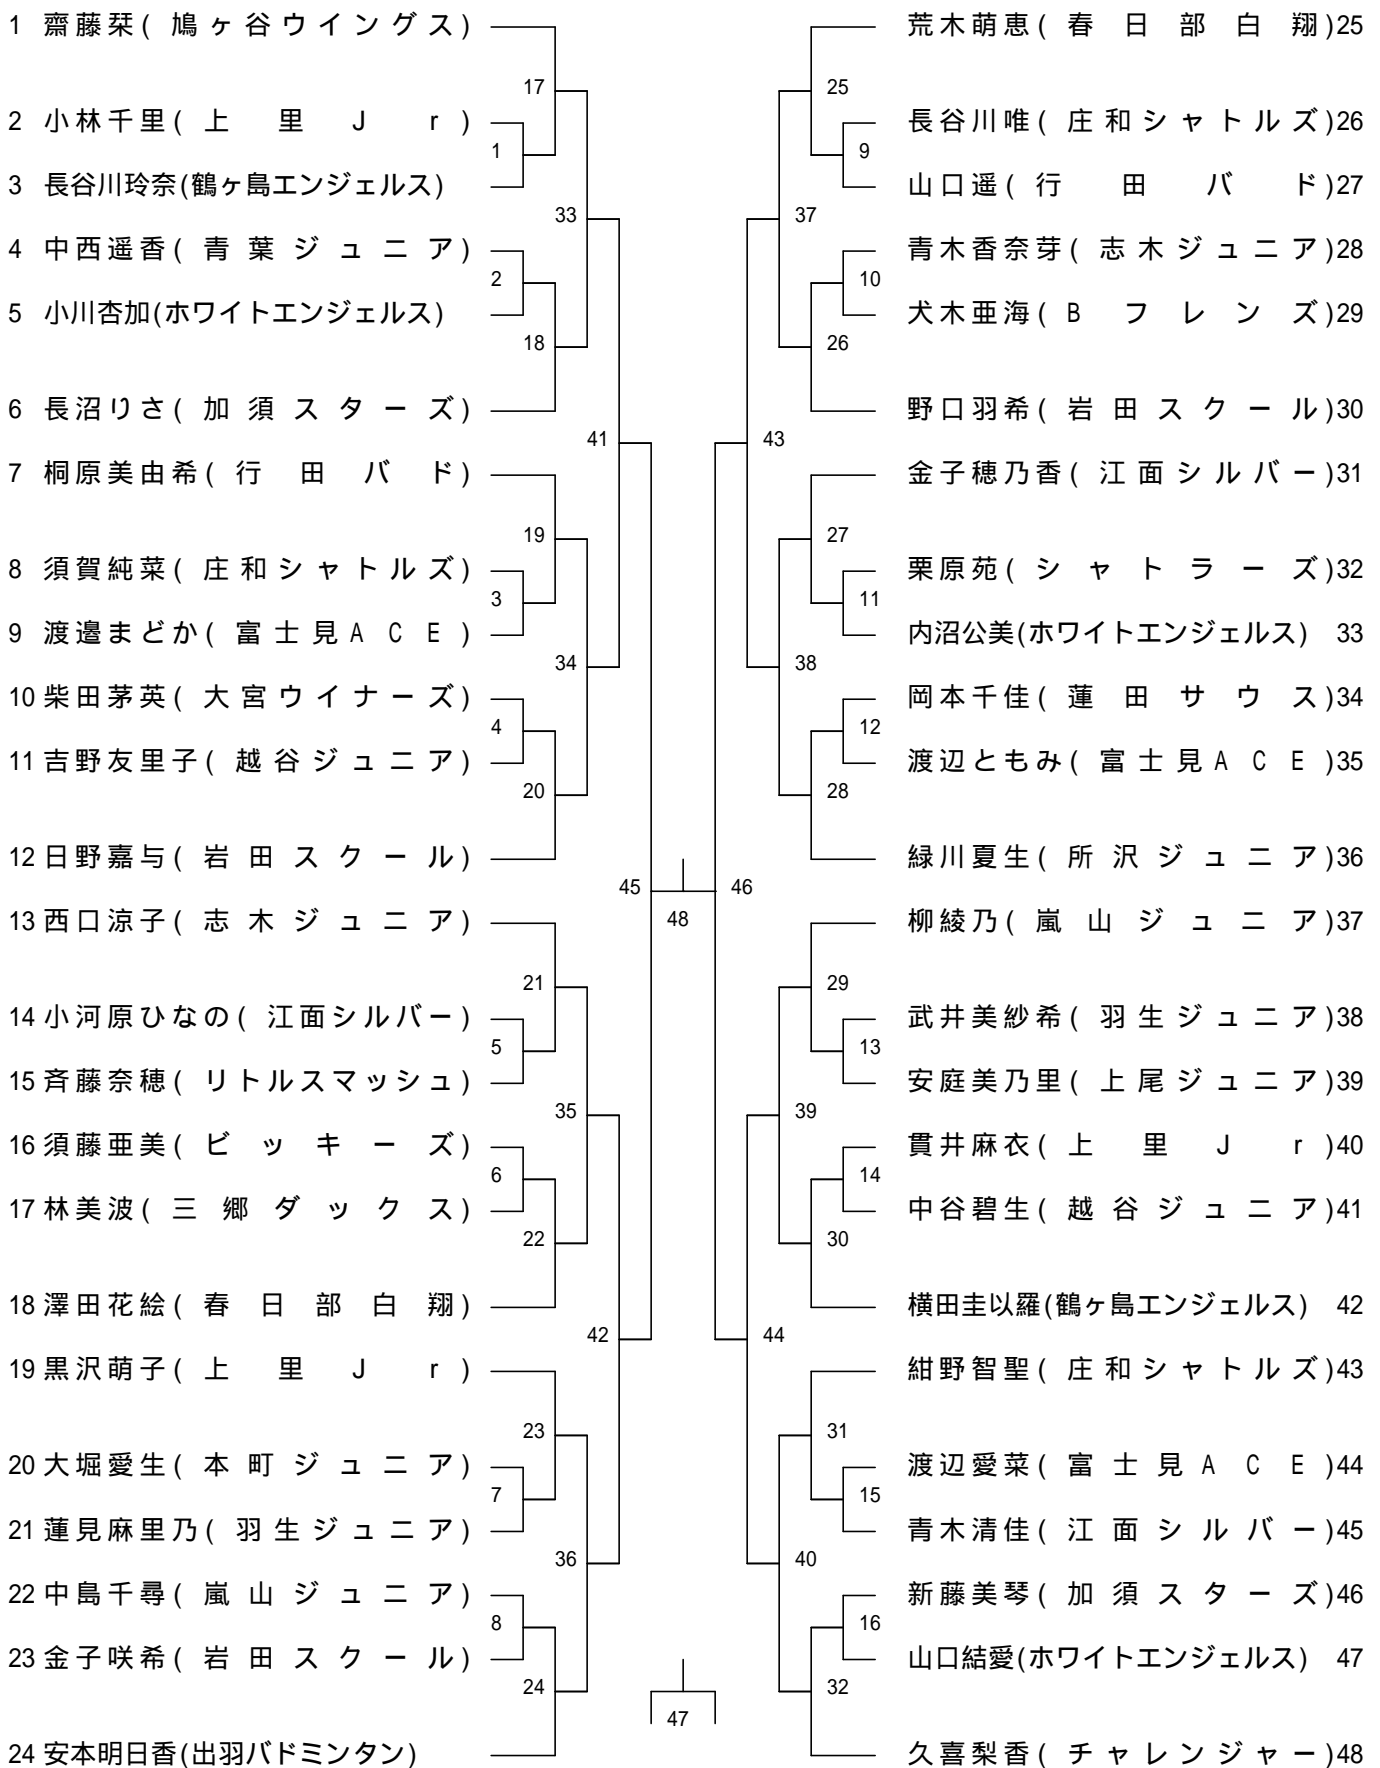 1 齋藤栞(鳩ヶ谷ウイングス)
2 小林千里(上里Jr)
3 長谷川玲奈(鶴ヶ島エンジェルス)
4 中西遥香(青葉ジュニア)
5 小川杏加(ホワイトエンジェルス)
6 長沼りさ(加須スターズ)
7 桐原美由希(行田バド)
8 須賀純菜(庄和シャトルズ)
9 渡邉まどか(富士見ACE)
10 柴田茅英(大宮ウイナーズ)
11 吉野友里子(越谷ジュニア)
12 日野嘉与(岩田スクール)
13 西口涼子(志木ジュニア)
14 小河原ひなの(江面シルバー)
15 斉藤奈穂(リトルスマッシュ)
16 須藤亜美(ビッキーズ)
17 林美波(三郷ダックス)
18 澤田花絵(春日部白翔)
19 黒沢萌子(上里Jr)
20 大堀愛生(本町ジュニア)
21 蓮見麻里乃(羽生ジュニア)
22 中島千尋(嵐山ジュニア)
23 金子咲希(岩田スクール)
24 安本明日香(出羽バドミンタン)
17
1
33
2
18
41
19
3
34
4
20
45
21
5
35
6
22
42
23
7
36
8
24
48
47
46
25
9
37
10
26
43
27
11
38
12
28
29
13
39
14
30
44
31
15
40
16
32
荒木萌恵(春日部白翔)25
長谷川唯(庄和シャトルズ)26
山口遥(行田バド)27
青木香奈芽(志木ジュニア)28
犬木亜海(Bフレンズ)29
野口羽希(岩田スクール)30
金子穂乃香(江面シルバー)31
栗原苑(シャトラーズ)32
内沼公美(ホワイトエンジェルス) 33
岡本千佳(蓮田サウス)34
渡辺ともみ(富士見ACE)35
緑川夏生(所沢ジュニア)36
柳綾乃(嵐山ジュニア)37
武井美紗希(羽生ジュニア)38
安庭美乃里(上尾ジュニア)39
貫井麻衣(上里Jr)40
中谷碧生(越谷ジュニア)41
横田圭以羅(鶴ヶ島エンジェルス) 42
紺野智聖(庄和シャトルズ)43
渡辺愛菜(富士見ACE)44
青木清佳(江面シルバー)45
新藤美琴(加須スターズ)46
山口結愛(ホワイトエンジェルス) 47
久喜梨香(チャレンジャー)48